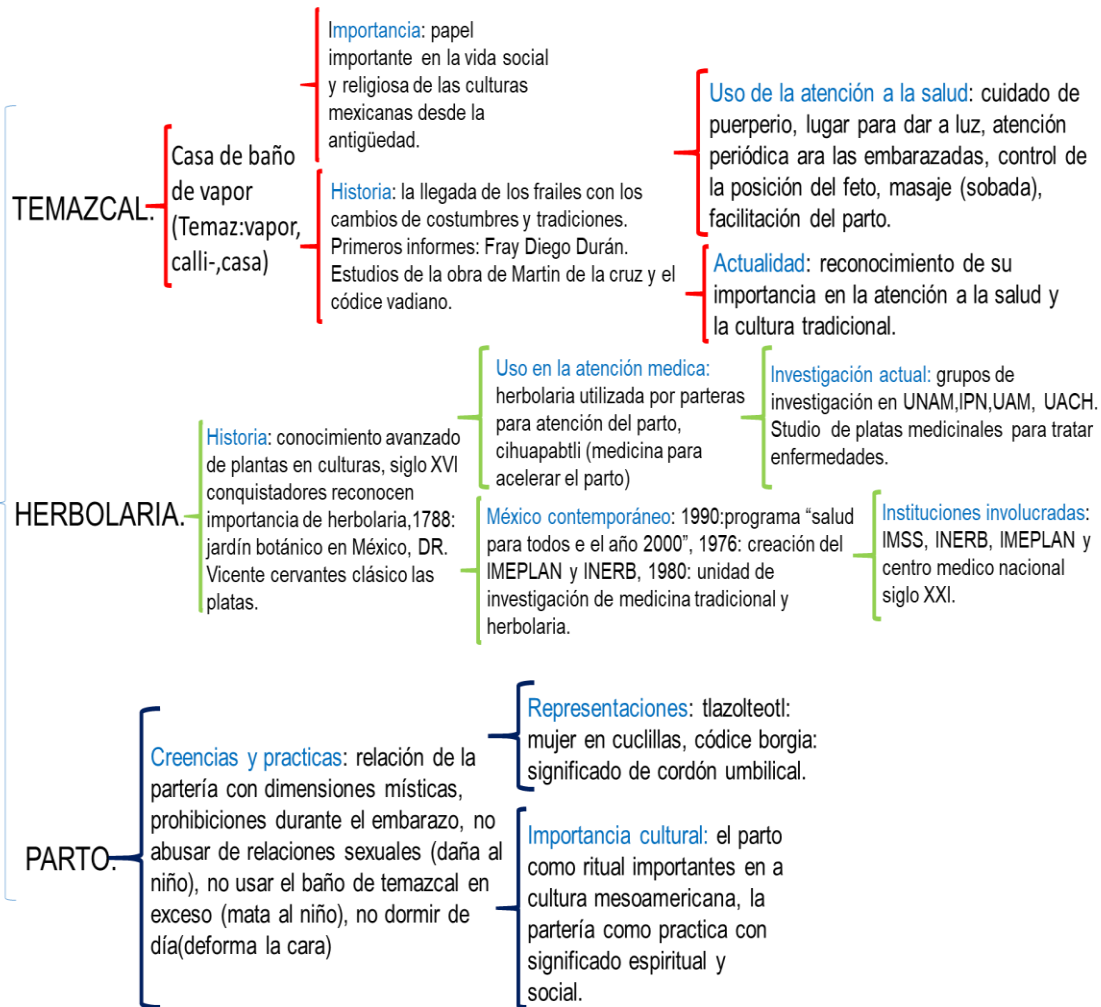 TEMAZCAL.
Casa de baño
de vapor
(Temaz:vapor,
calli-,casa)
Importancia: papel
importante en la vida social
y religiosa de las culturas
mexicanas desde la
antigüedad.
Historia: la llegada de los frailes con los
cambios de costumbres y tradiciones.
Primeros informes: Fray Diego Durán.
Estudios de la obra de Martin de la cruz y el
códice vadiano.
Uso de la atención a la salud: cuidado de
puerperio, lugar para dar a luz, atención
periódica ara las embarazadas, control de
la posición del feto, masaje (sobada),
facilitación del parto.
Actualidad: reconocimiento de su
importancia en la atención a la salud y
la cultura tradicional.
HERBOLARIA.
Historia: conocimiento avanzado
de plantas en culturas, siglo XVI
conquistadores reconocen
importancia de herbolaria,1788:
jardín botánico en México, DR.
Vicente cervantes clásico las
platas.
Uso en la atención medica:
herbolaria utilizada por parteras
para atención del parto,
cihuapabtli (medicina para
acelerar el parto)
Investigación actual: grupos de
investigación en UNAM,IPN,UAM, UACH.
Studio de platas medicinales para tratar
enfermedades.
México contemporáneo: 1990:programa “salud
para todos e el año 2000”, 1976: creación del
IMEPLAN y INERB, 1980: unidad de
investigación de medicina tradicional y
herbolaria.
Instituciones involucradas:
IMSS, INERB, IMEPLAN y
centro medico nacional
siglo XXI.
PARTO.
Creencias y practicas: relación de la
partería con dimensiones místicas,
prohibiciones durante el embarazo, no
abusar de relaciones sexuales (daña al
niño), no usar el baño de temazcal en
exceso (mata al niño), no dormir de
día(deforma la cara)
Representaciones: tlazolteotl:
mujer en cuclillas, códice borgia:
significado de cordón umbilical.
Importancia cultural: el parto
como ritual importantes en a
cultura mesoamericana, la
partería como practica con
significado espiritual y
social.